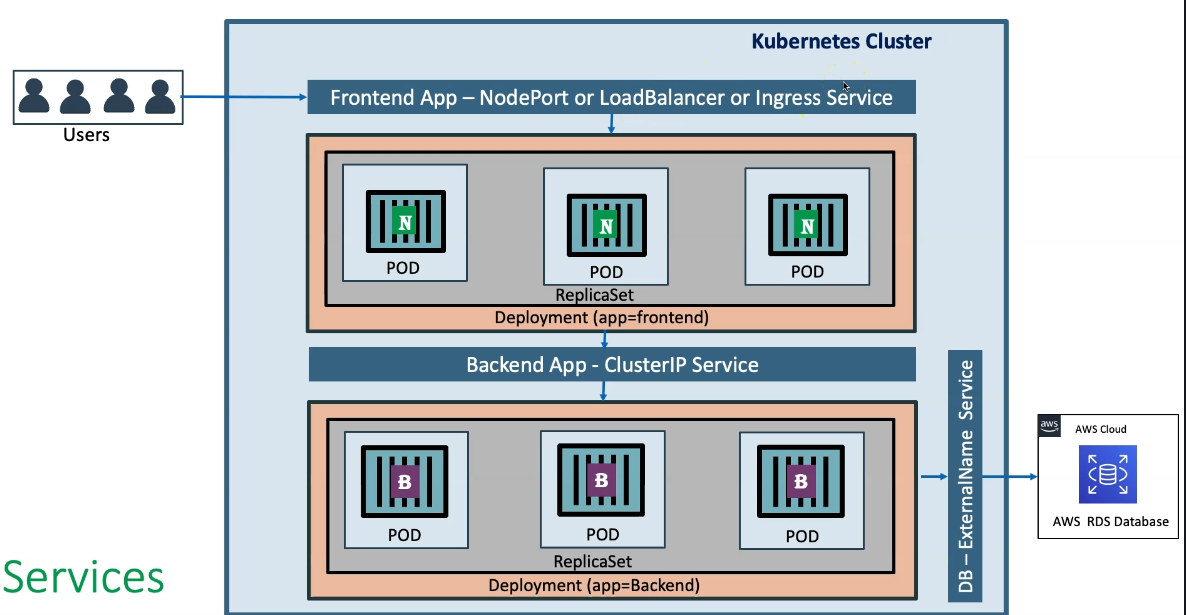 Kubernetes Cluster
Users
Frontend App – NodePort or LoadBalancer or Ingress Service
N
POD
N
POD
N
POD
ReplicaSet
Deployment (app=frontend)
Backend App - ClusterIP Service
B
POD
B
POD
B
POD
ReplicaSet
Deployment (app=Backend)
DB – ExternalName Service
aws
AWS Cloud
AWS RDS Database
Services